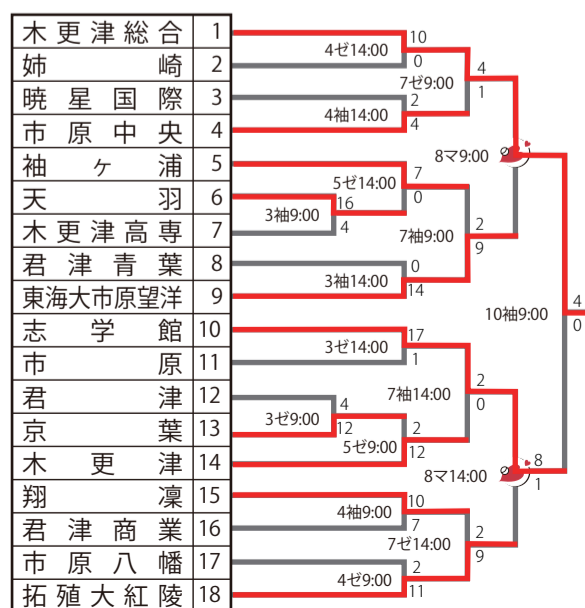 木更津総合 1
姉崎 2
暁星国際 3
市原中央 4
袖ヶ浦 5
天羽 6
木更津高専 7
君津青葉 8
東海大市原望洋 9
志学館 10
市原 11
君津 12
京葉 13
木更津 14
翔凜 15
君津商業 16
市原八幡 17
拓殖大紅陵 18
4ゼ14:00
10
0
4袖14:00
2
4
3袖9:00
16
4
5ゼ14:00
7
0
3袖14:00
0
14
3ゼ14:00
17
1
3ゼ9:00
4
12
5ゼ9:00
2
12
4袖9:00
10
7
4ゼ9:00
2
11
7ゼ9:00
4
1
7袖9:00
2
9
7袖14:00
2
0
7ゼ14:00
2
9
8マ9:00
8マ14:00
8
1
10袖9:00
4
0